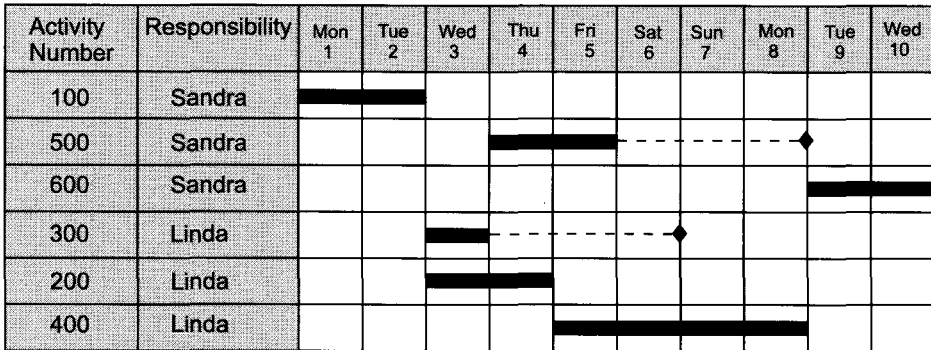 Activity Number Responsibility Mon 1 Tue 2 Wed 3 Thu 4 Fri 5 Sat 6 Sun 7 Mon 8 Tue 9 Wed 10
100 Sandra
500 Sandra
600 Sandra
300 Linda
200 Linda
400 Linda